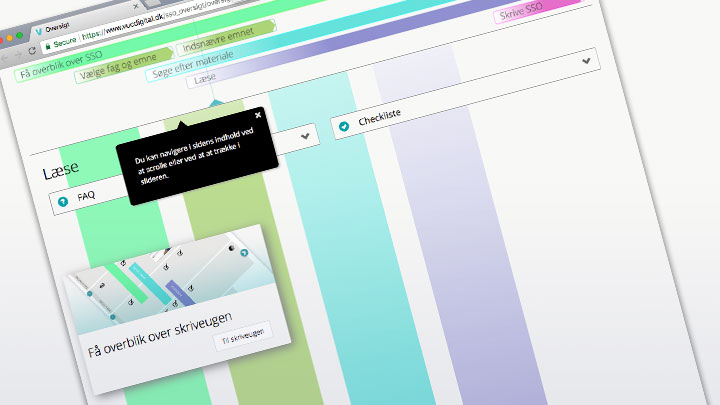 Oversigt
Secure
https://www.vucdigital.dk/sso_oversigt/oversig
Få overblik over SSO
Vælge fag og emne
Indsnævre emnet
Søge efter materiale
Læse
Skrive SSO
Læse
FAQ
Checkliste
Du kan navigere i sidens indhold ved
at scrolle eller ved at at trække i
slideren.
Få overblik over skriveugen
Til skriveugen